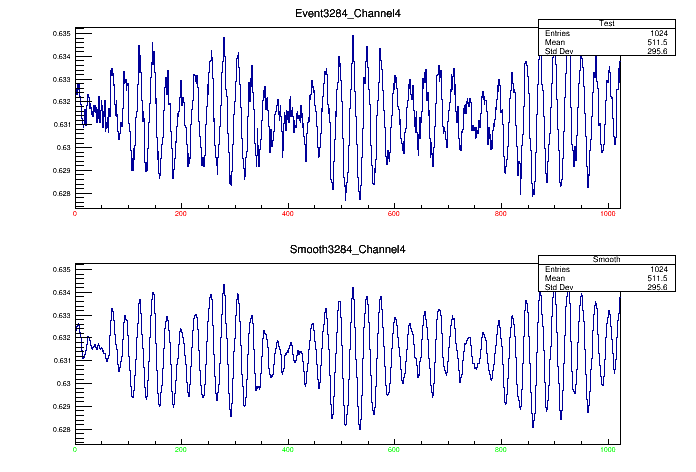 Event3284_Channel4
Test
Entries 1024
Mean 511.5
Std Dev 295.6
0.635
0.634
0.633
0.632
0.631
0.63
0.629
0.628
0 200 400 600 800 1000
Smooth3284_Channel4
Smooth
Entries 1024
Mean 511.5
Std Dev 295.6
0.635
0.634
0.633
0.632
0.631
0.63
0.629
0.628
0 200 400 600 800 1000